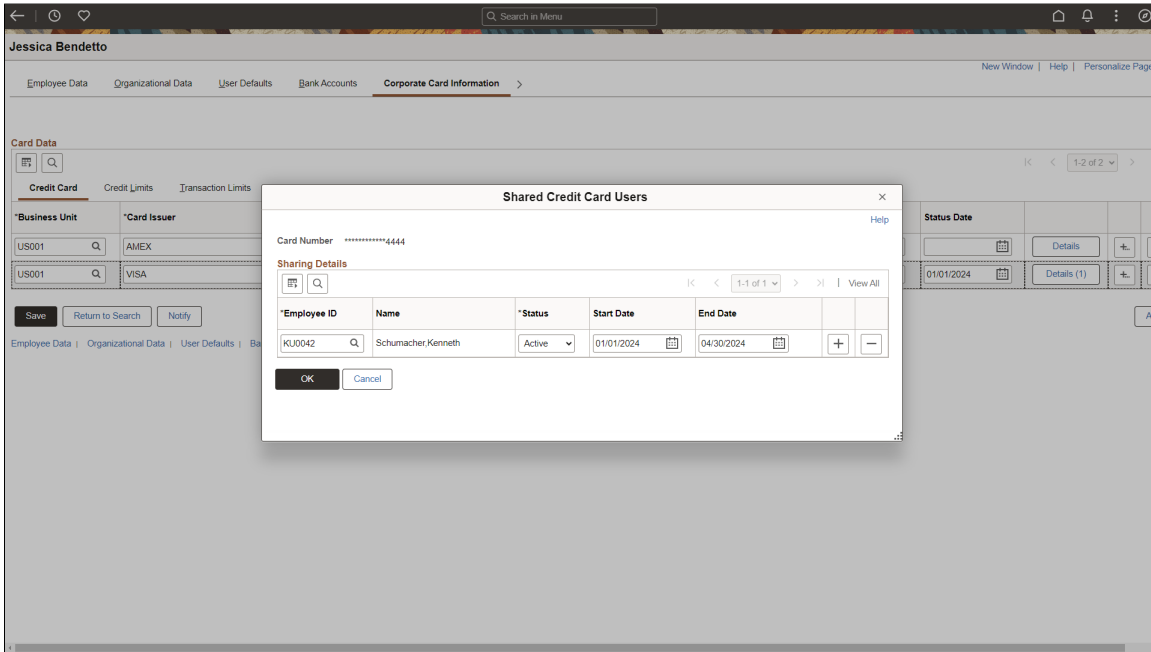 Search in Menu
Jessica Bendetto
New Window | Help | Personalize Page
Employee Data Organizational Data User Defaults Bank Accounts Corporate Card Information
Card Data
1-2 of 2
Credit Card Credit Limits Transaction Limits
*Business Unit *Card Issuer Status Date
US001 AMEX Details
US001 VISA 01/01/2024 Details (1)
Save Return to Search Notify
Employee Data | Organizational Data | User Defaults | Ba
Shared Credit Card Users
Help
Card Number ************4444
Sharing Details
1-1 of 1 | View All
*Employee ID Name *Status Start Date End Date
KU0042 Schumacher,Kenneth Active 01/01/2024 04/30/2024
OK Cancel